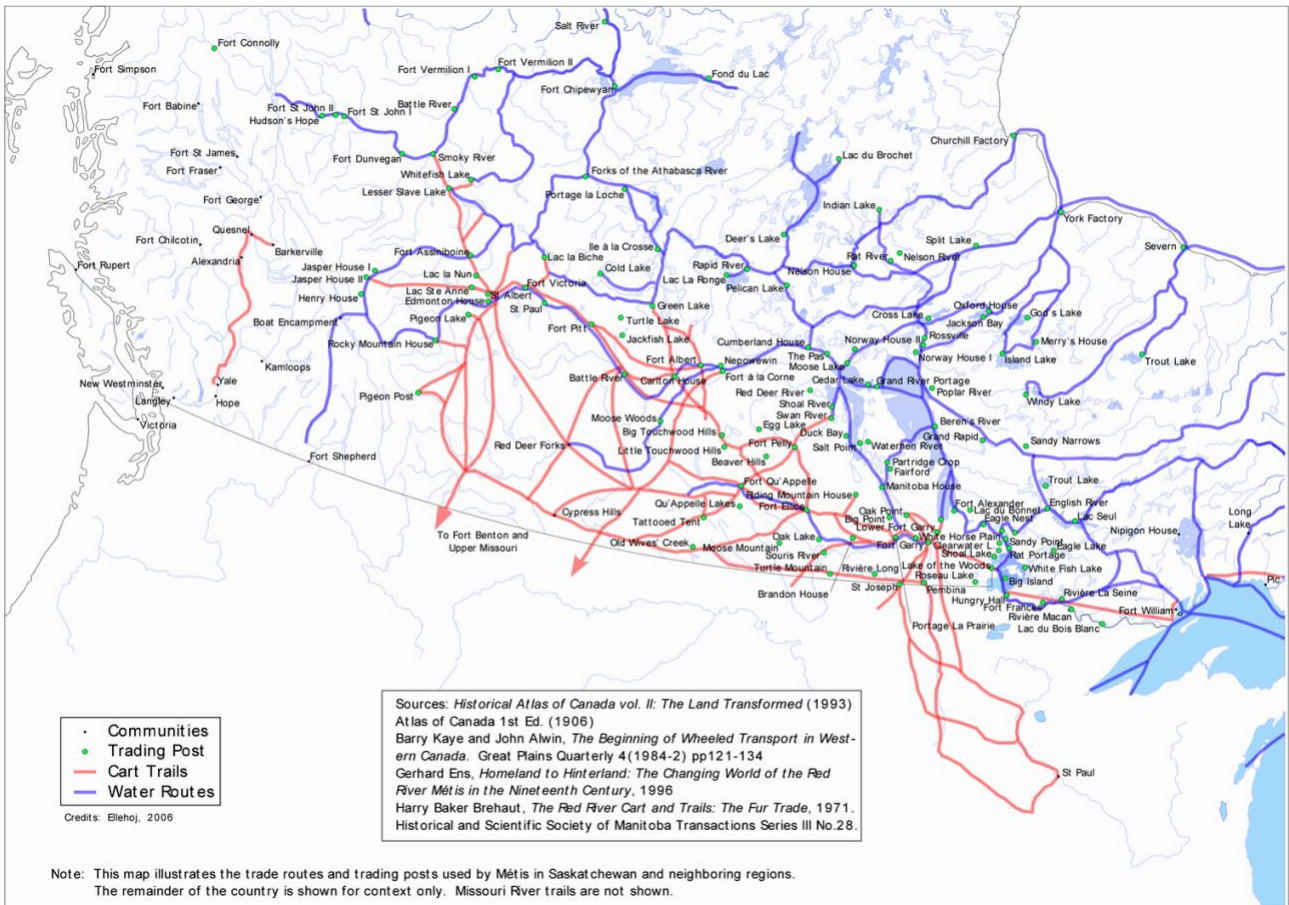 Salt River
Fort Connolly
Fort Simpson
Fort Vermilion I
Fort Vermilion II
Fond du Lac
Fort Chipewyan
Fort Babine
Fort St John II
Fort St John I
Hudson's Hope
Battle River
Churchill Factory
Fort St James
Fort Dunvegan
Smoky River
Lac du Brochet
Fort Fraser
Whitefish Lake
Forks of the Athabasca River
Lesser Slave Lake
Portage la Loche
Fort George
Indian Lake
York Factory
Quesnel
Fort Chilcotin
Barkerville
Deer's Lake
Split Lake
Severn
Alexandria
Fort Assiniboine
Lac la Biche
Ile à la Crosse
Rat River
Nelson River
Fort Rupert
Jasper House I
Jasper House II
Lac la Nun
Cold Lake
Rapid River
Lac La Ronge
Nelson House
Henry House
Lac Ste Anne
Edmonton House
St Albert
Fort Victoria
St Paul
Pelican Lake
Green Lake
Oxford House
Boat Encampment
Pigeon Lake
Turtle Lake
Cross Lake
Jackson Bay
God's Lake
Fort Pitt
Jackfish Lake
Rossville
Rocky Mountain House
Cumberland House
Norway House II
Merry's House
Norway House I
Island Lake
Trout Lake
Kamloops
Fort Albert
Nepowewin
The Pas
Moose Lake
New Westminster
Yale
Battle River
Carlton House
Fort à la Corne
Cedar Lake
Grand River Portage
Langley
Hope
Pigeon Post
Red Deer River
Poplar River
Windy Lake
Victoria
Shoal River
Moose Woods
Swan River
Big Touchwood Hills
Egg Lake
Duck Bay
Beren's River
Red Deer Forks
Little Touchwood Hills
Fort Pelly
Salt Point
Waterhen River
Grand Rapid
Sandy Narrows
Fort Shepherd
Beaver Hills
Partridge Crop
Fairford
Fort Qu'Appelle
Manitoba House
Trout Lake
Riding Mountain House
Qu'Appelle Lakes
Fort Ellice
Fort Alexander
English River
Cypress Hills
Tattooed Tent
Oak Point
Big Point
Lac du Bonnet
Eagle Nest
Lac Seul
Nipigon House
Long
Lake
To Fort Benton and
Upper Missouri
Old Wives' Creek
Moose Mountain
Oak Lake
Lower Fort Garry
White Horse Plain
Fort Garry
Clearwater L.
Sandy Point
Shoal Lake
Rat Portage
Eagle Lake
Souris River
Turtle Mountain
Rivière Long
Lake of the Woods
White Fish Lake
Roseau Lake
Big Island
Pic
Brandon House
St Joseph
Pembina
Hungry Hall
Fort Frances
Rivière La Seine
Fort William
Rivière Macan
Portage La Prairie
Lac du Bois Blanc
St Paul
Communities
Trading Post
Cart Trails
Water Routes
Credits: Ellehoj, 2006
Sources: Historical Atlas of Canada vol. II: The Land Transformed (1993)
Atlas of Canada 1st Ed. (1906)
Barry Kaye and John Alwin, The Beginning of Wheeled Transport in West-
ern Canada. Great Plains Quarterly 4(1984-2) pp121-134
Gerhard Ens, Homeland to Hinterland: The Changing World of the Red
River Métis in the Nineteenth Century, 1996
Harry Baker Brehaut, The Red River Cart and Trails: The Fur Trade, 1971.
Historical and Scientific Society of Manitoba Transactions Series III No.28.
Note: This map illustrates the trade routes and trading posts used by Métis in Saskatchewan and neighboring regions.
The remainder of the country is shown for context only. Missouri River trails are not shown.